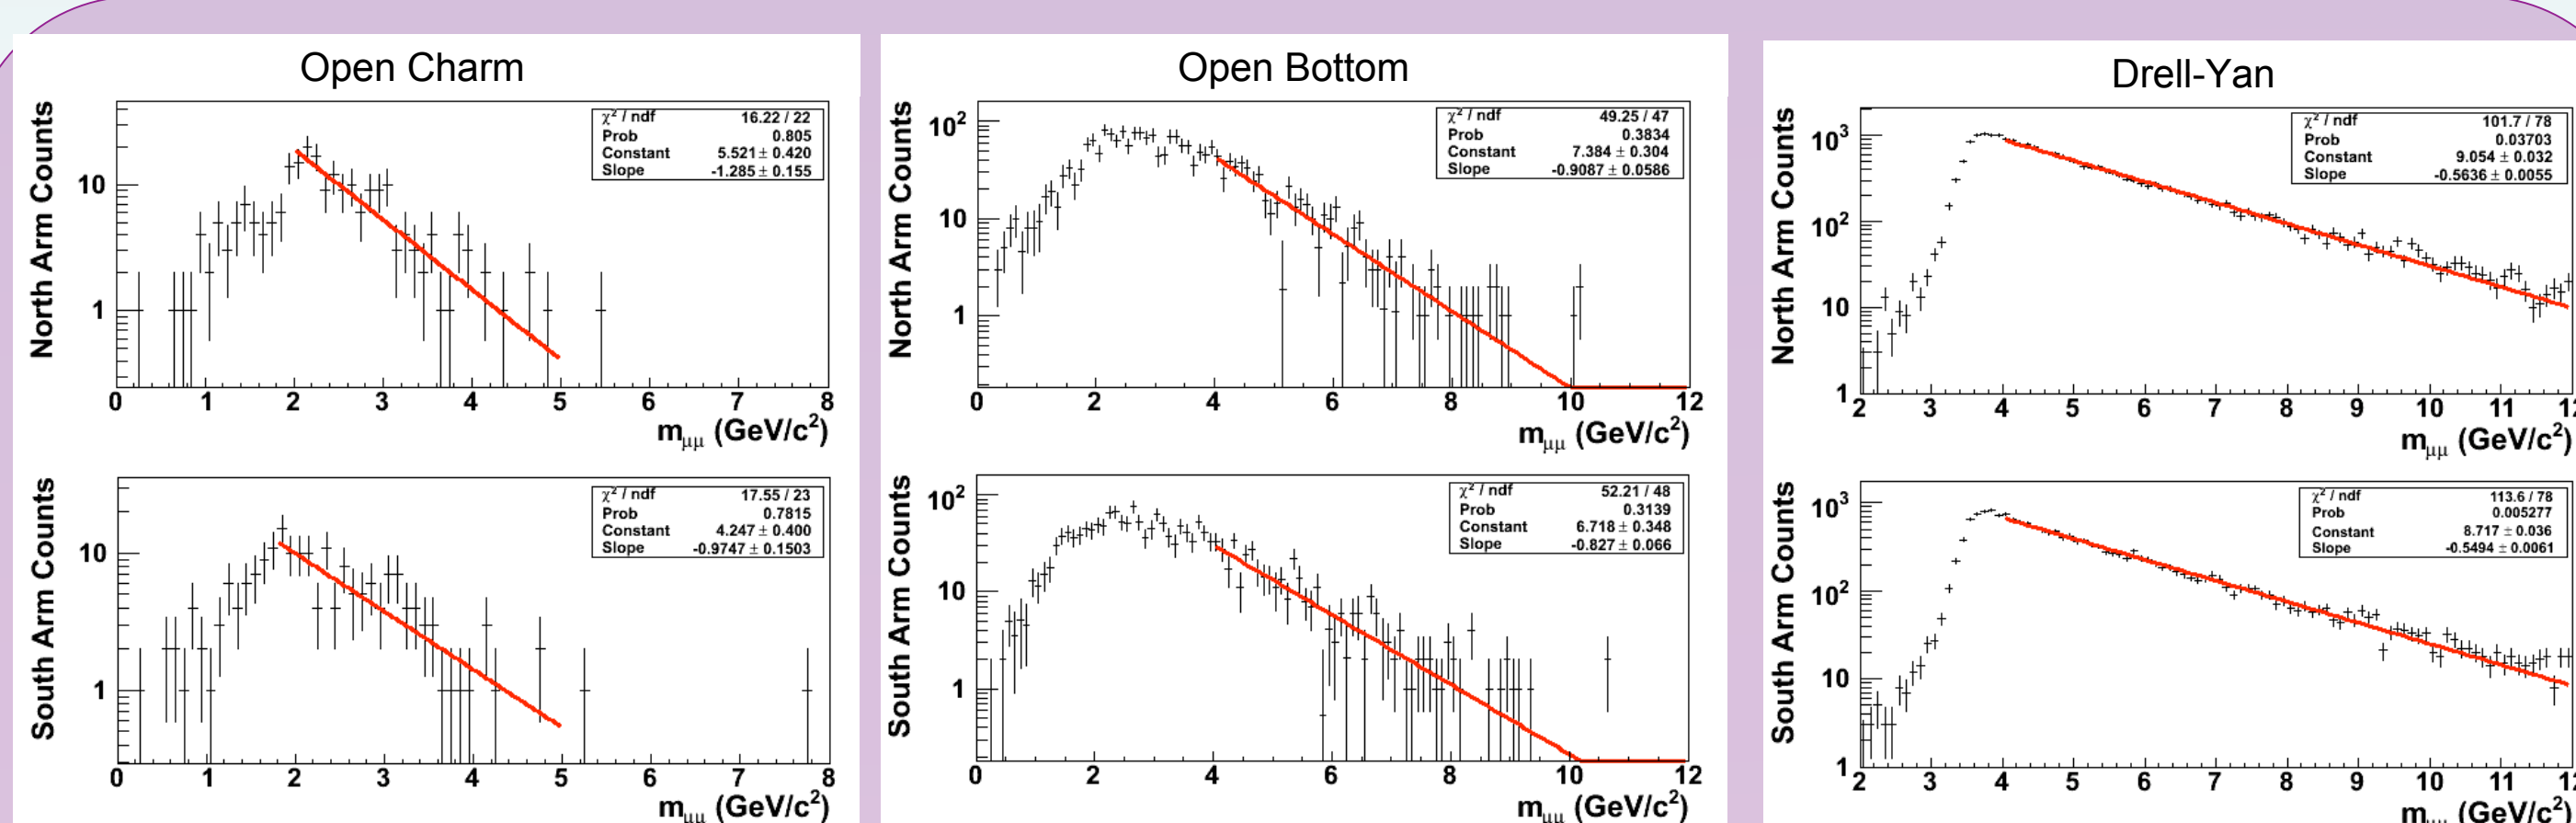 Open Charm
North Arm Counts
10
1
χ² / ndf 16.22 / 22
Prob 0.805
Constant 5.521 ± 0.420
Slope -1.285 ± 0.155
0 1 2 3 4 5 6 7 8
mμμ (GeV/c²)
South Arm Counts
10
1
χ² / ndf 17.55 / 23
Prob 0.7815
Constant 4.247 ± 0.400
Slope -0.9747 ± 0.1503
0 1 2 3 4 5 6 7 8
mμμ (GeV/c²)
Open Bottom
North Arm Counts
10²
10
1
χ² / ndf 49.25 / 47
Prob 0.3834
Constant 7.384 ± 0.304
Slope -0.9087 ± 0.0586
0 2 4 6 8 10 12
mμμ (GeV/c²)
South Arm Counts
10²
10
1
χ² / ndf 52.21 / 48
Prob 0.3139
Constant 6.718 ± 0.348
Slope -0.827 ± 0.066
0 2 4 6 8 10 12
mμμ (GeV/c²)
Drell-Yan
North Arm Counts
10³
10²
10
1
χ² / ndf 101.7 / 78
Prob 0.03703
Constant 9.054 ± 0.032
Slope -0.5636 ± 0.0055
2 3 4 5 6 7 8 9 10 11 12
mμμ (GeV/c²)
South Arm Counts
10³
10²
10
1
χ² / ndf 113.6 / 78
Prob 0.005277
Constant 8.717 ± 0.036
Slope -0.5494 ± 0.0061
2 3 4 5 6 7 8 9 10 11 12
mμμ (GeV/c²)